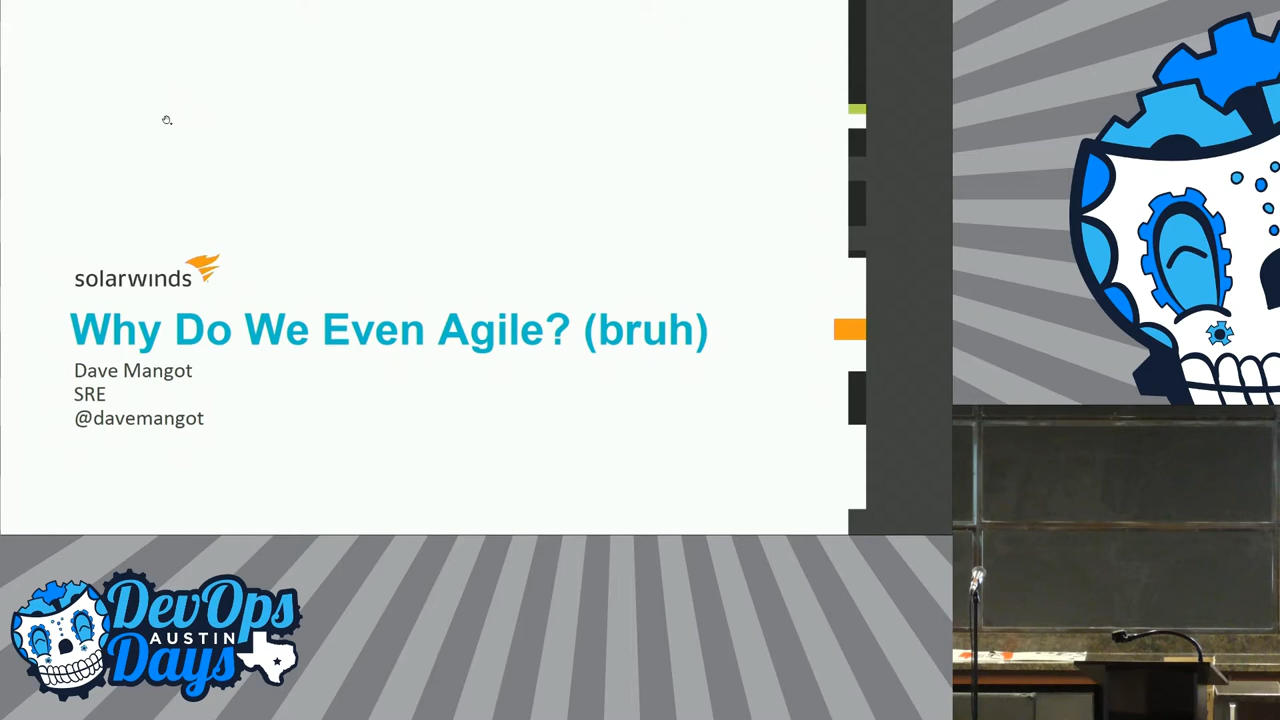 solarwinds
Why Do We Even Agile? (bruh)
Dave Mangot
SRE
@davemangot
DevOps
AUSTIN
Days